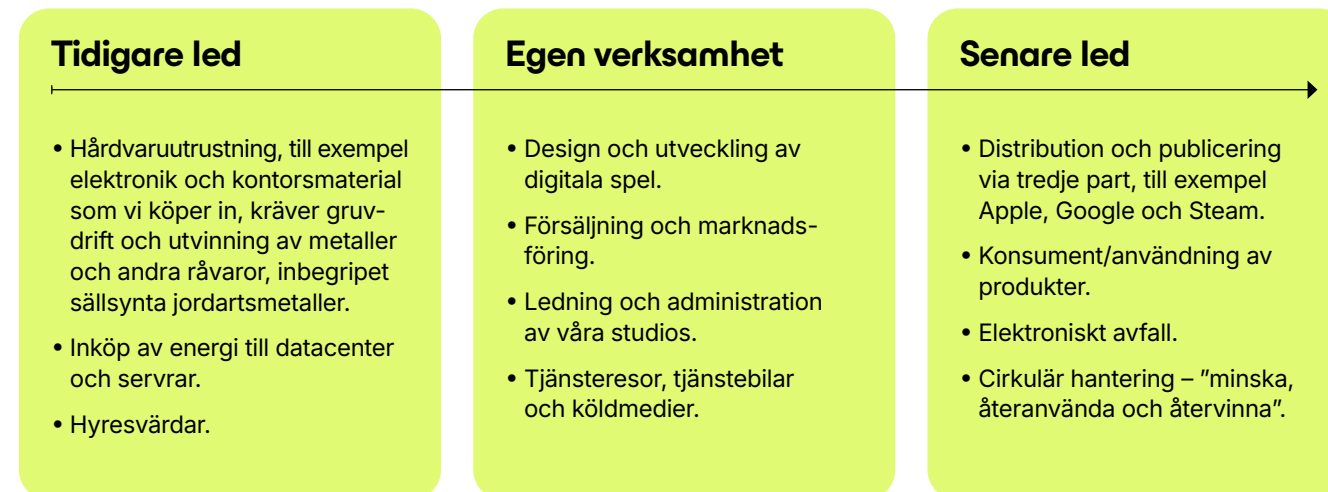 Tidigare led
• Hårdvaruutrustning, till exempel
elektronik och kontorsmaterial
som vi köper in, kräver gruv-
drift och utvinning av metaller
och andra råvaror, inbegripet
sällsynta jordartsmetaller.
• Inköp av energi till datacenter
och servrar.
• Hyresvärdar.
Egen verksamhet
• Design och utveckling av
digitala spel.
• Försäljning och marknads-
föring.
• Ledning och administration
av våra studios.
• Tjänsteresor, tjänstebilar
och köldmedier.
Senare led
• Distribution och publicering
via tredje part, till exempel
Apple, Google och Steam.
• Konsument/användning av
produkter.
• Elektroniskt avfall.
• Cirkulär hantering – ”minska,
återanvända och återvinna”.